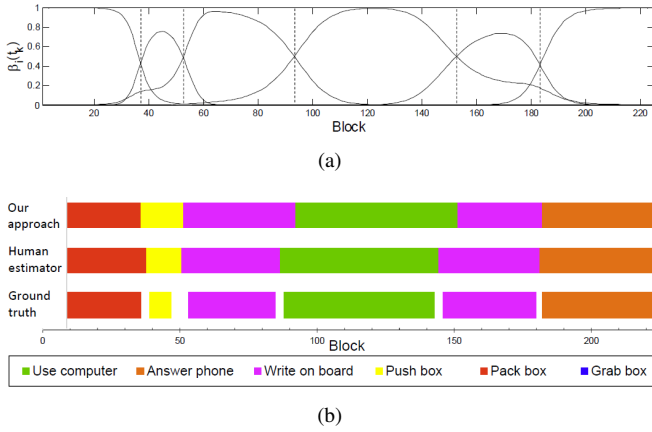 1
0.8
0.6
0.4
0.2
0
βᵢ(tₖ)
20 40 60 80 100 120 140 160 180 200 220
Block
(a)
Our
approach
Human
estimator
Ground
truth
0 50 100 150 200
Block
Use computer Answer phone Write on board Push box Pack box Grab box
(b)